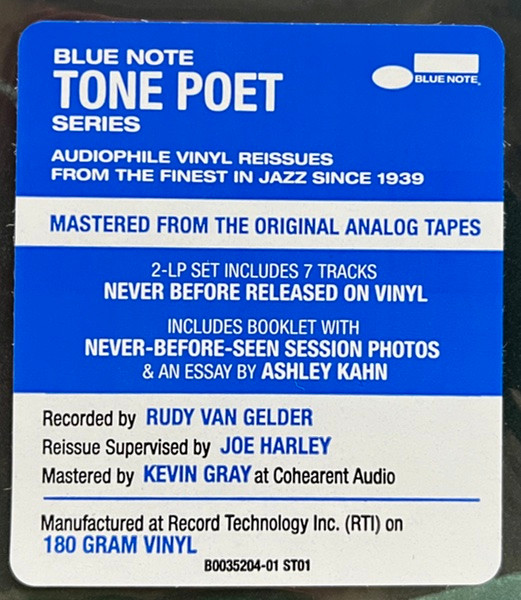 BLUE NOTE
TONE POET
SERIES
BLUE NOTE®
AUDIOPHILE VINYL REISSUES
FROM THE FINEST IN JAZZ SINCE 1939
MASTERED FROM THE ORIGINAL ANALOG TAPES
2-LP SET INCLUDES 7 TRACKS
NEVER BEFORE RELEASED ON VINYL
INCLUDES BOOKLET WITH
NEVER-BEFORE-SEEN SESSION PHOTOS
& AN ESSAY BY ASHLEY KAHN
Recorded by RUDY VAN GELDER
Reissue Supervised by JOE HARLEY
Mastered by KEVIN GRAY at Cohearent Audio
Manufactured at Record Technology Inc. (RTI) on
180 GRAM VINYL
B0035204-01 ST01